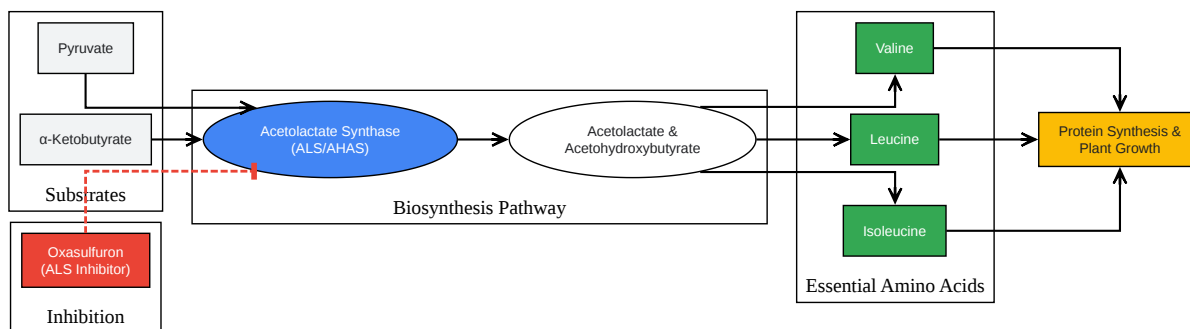 Pyruvate
α-Ketobutyrate
Substrates
Oxasulfuron
(ALS Inhibitor)
Inhibition
Acetolactate Synthase
(ALS/AHAS)
Acetolactate &
Acetohydroxybutyrate
Biosynthesis Pathway
Valine
Leucine
Isoleucine
Essential Amino Acids
Protein Synthesis &
Plant Growth